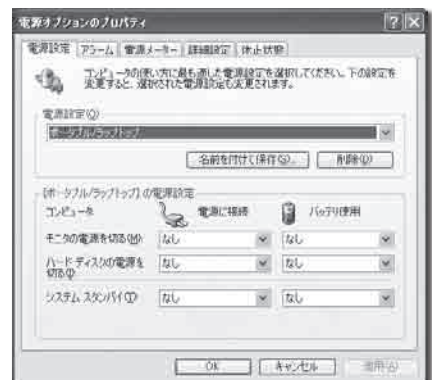 電源オプションのプロパティ
電源設定 アラーム 電源メーター 詳細設定 休止状態
コンピュータの使い方に最も適した電源設定を選択してください。下の設定を
変更すると、選択された電源設定も変更されます。
電源設定(Q)
ポータブル/ラップトップ
名前を付けて保存(S)... 削除(D)
[ポータブル/ラップトップ] の電源設定
コンピュータ 電源に接続 バッテリ使用
モニタの電源を切る(M): なし なし
ハード ディスクの電源を
切る(I): なし なし
システム スタンバイ(T): なし なし
OK キャンセル 適用(A)